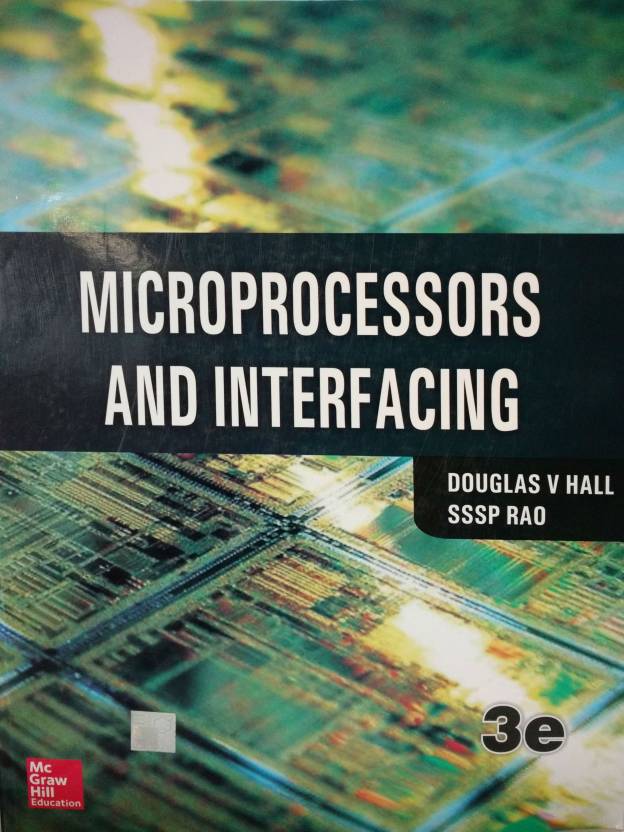 MICROPROCESSORS
AND INTERFACING
DOUGLAS V HALL
SSSP RAO
3e
Mc
Graw
Hill
Education